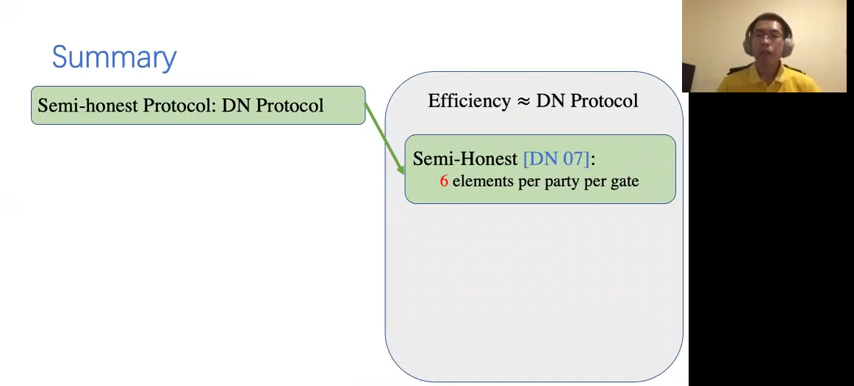 Summary
Semi-honest Protocol: DN Protocol
Efficiency ≈ DN Protocol
Semi-Honest [DN 07]:
6 elements per party per gate